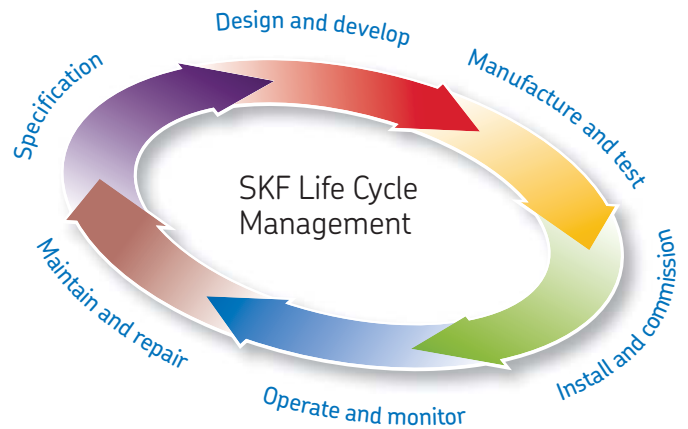 Design and develop
Manufacture and test
Specification
SKF Life Cycle
Management
Install and commission
Maintain and repair
Operate and monitor